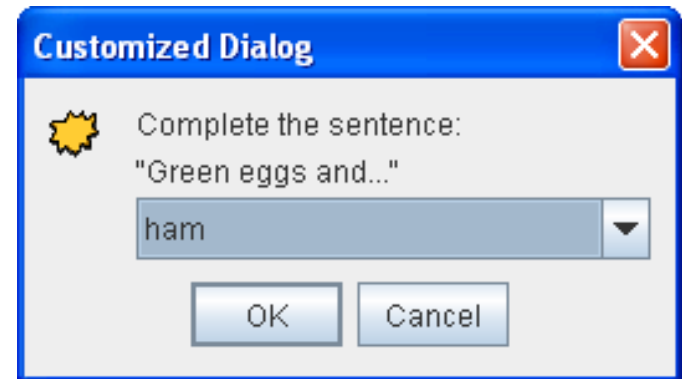 Customized Dialog
Complete the sentence:
"Green eggs and..."
ham
OK Cancel